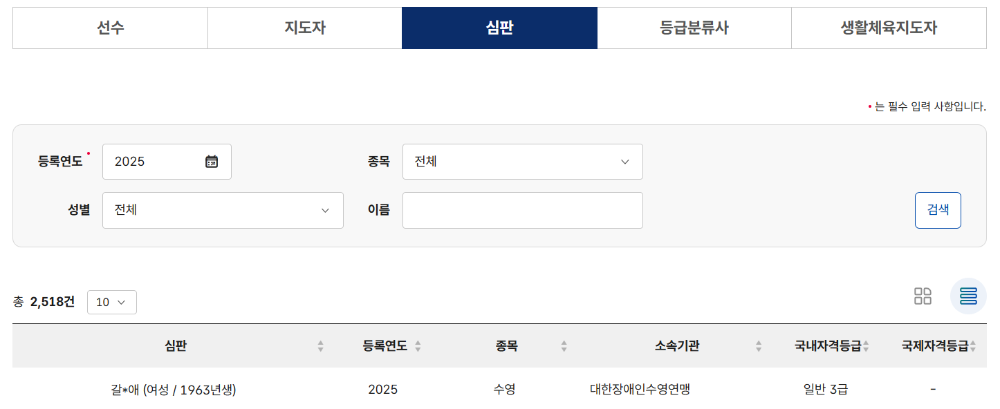 선수 지도자 심판 등급분류사 생활체육지도자
• 는 필수 입력 사항입니다.
등록연도 • 2025 종목 전체
성별 전체 이름
검색
총 2,518건 10
심판 등록연도 종목 소속기관 국내자격등급 국제자격등급
갈*애 (여성 / 1963년생) 2025 수영 대한장애인수영연맹 일반 3급 -